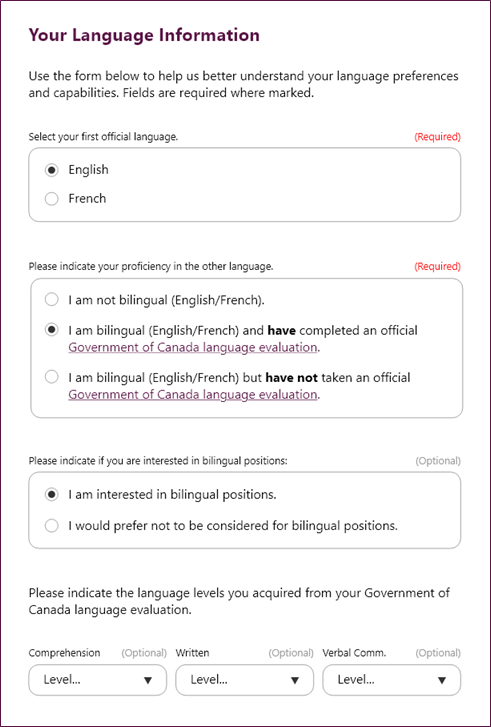 Your Language Information
Use the form below to help us better understand your language preferences
and capabilities. Fields are required where marked.
Select your first official language. (Required)
English
French
Please indicate your proficiency in the other language. (Required)
I am not bilingual (English/French).
I am bilingual (English/French) and have completed an official
Government of Canada language evaluation.
I am bilingual (English/French) but have not taken an official
Government of Canada language evaluation.
Please indicate if you are interested in bilingual positions: (Optional)
I am interested in bilingual positions.
I would prefer not to be considered for bilingual positions.
Please indicate the language levels you acquired from your Government of
Canada language evaluation.
Comprehension (Optional) Written (Optional) Verbal Comm. (Optional)
Level... Level... Level...